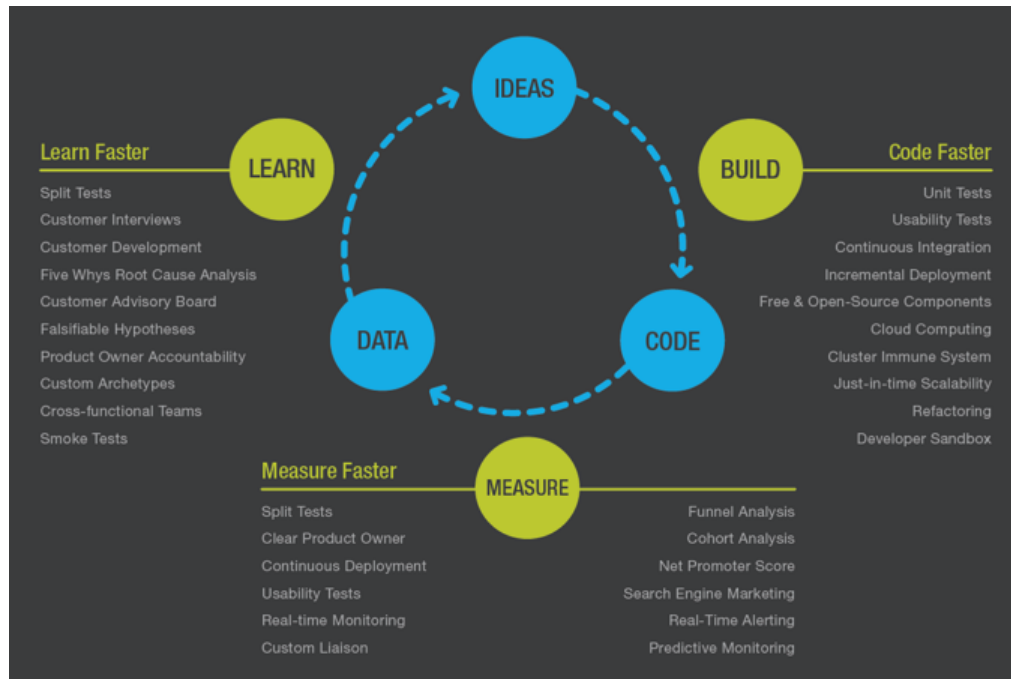 IDEAS
LEARN
BUILD
DATA
CODE
MEASURE
Learn Faster
Split Tests
Customer Interviews
Customer Development
Five Whys Root Cause Analysis
Customer Advisory Board
Falsifiable Hypotheses
Product Owner Accountability
Custom Archetypes
Cross-functional Teams
Smoke Tests
Code Faster
Unit Tests
Usability Tests
Continuous Integration
Incremental Deployment
Free & Open-Source Components
Cloud Computing
Cluster Immune System
Just-in-time Scalability
Refactoring
Developer Sandbox
Measure Faster
Split Tests
Clear Product Owner
Continuous Deployment
Usability Tests
Real-time Monitoring
Custom Liaison
Funnel Analysis
Cohort Analysis
Net Promoter Score
Search Engine Marketing
Real-Time Alerting
Predictive Monitoring